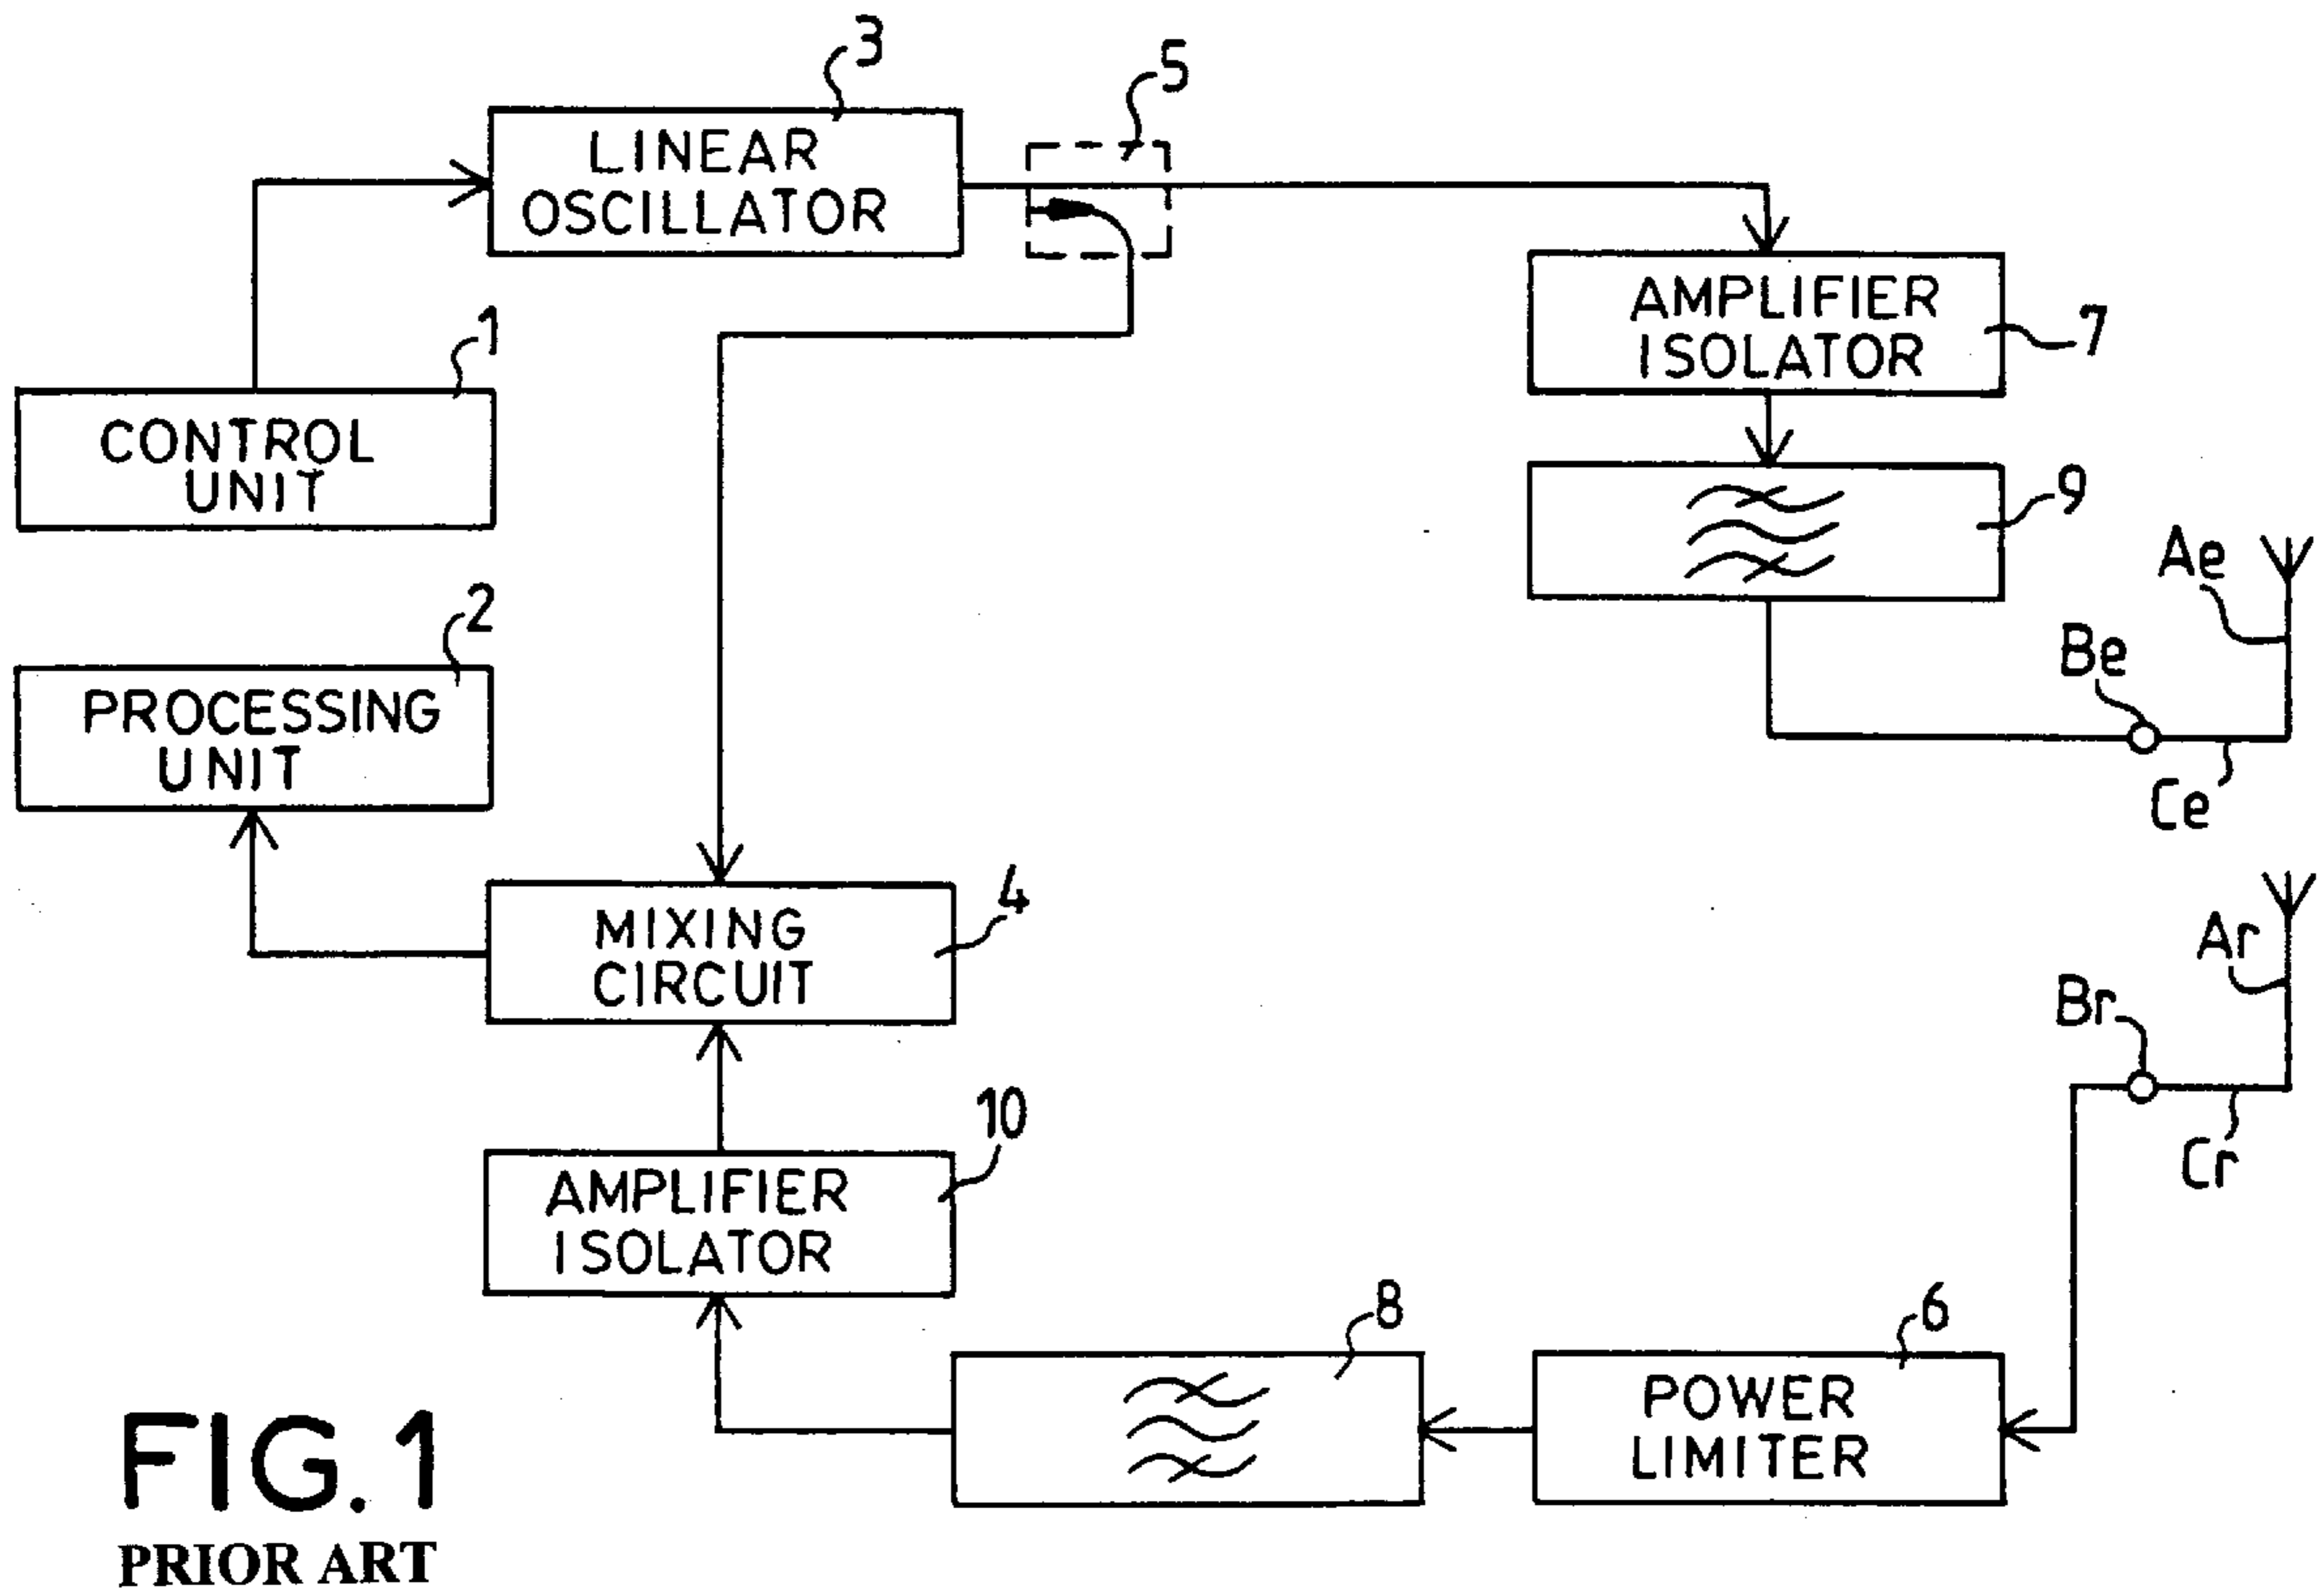 3
5
LINEAR
OSCILLATOR
AMPLIFIER
ISOLATOR
7
1
CONTROL
UNIT
9
Ae
2
Be
PROCESSING
UNIT
Ce
4
MIXING
CIRCUIT
Ar
Br
10
Cr
AMPLIFIER
ISOLATOR
8
6
POWER
LIMITER
FIG. 1
PRIOR ART